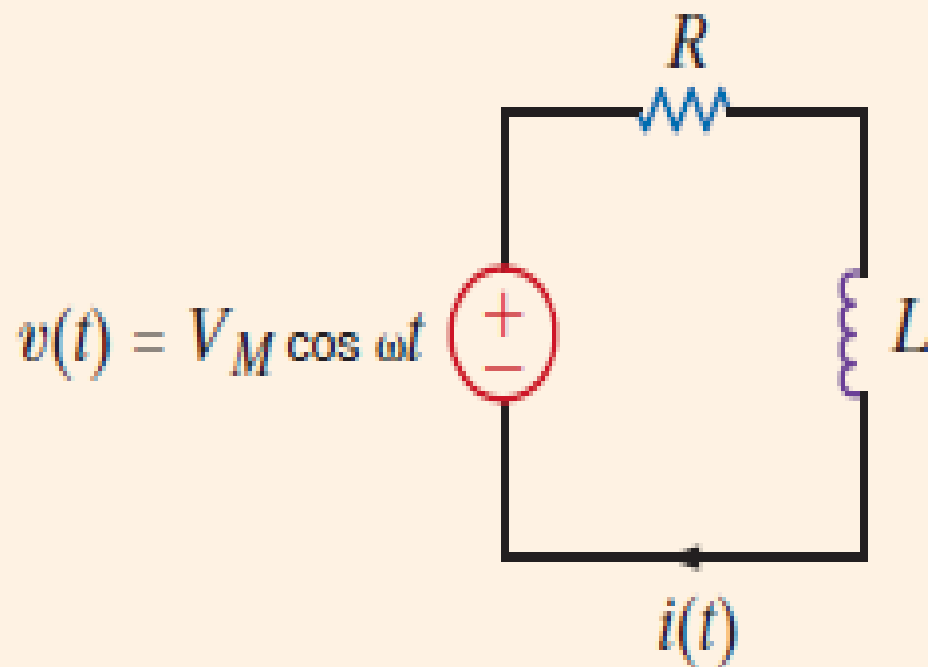 R
+
v(t) = V_M cos ωt
−
L
i(t)